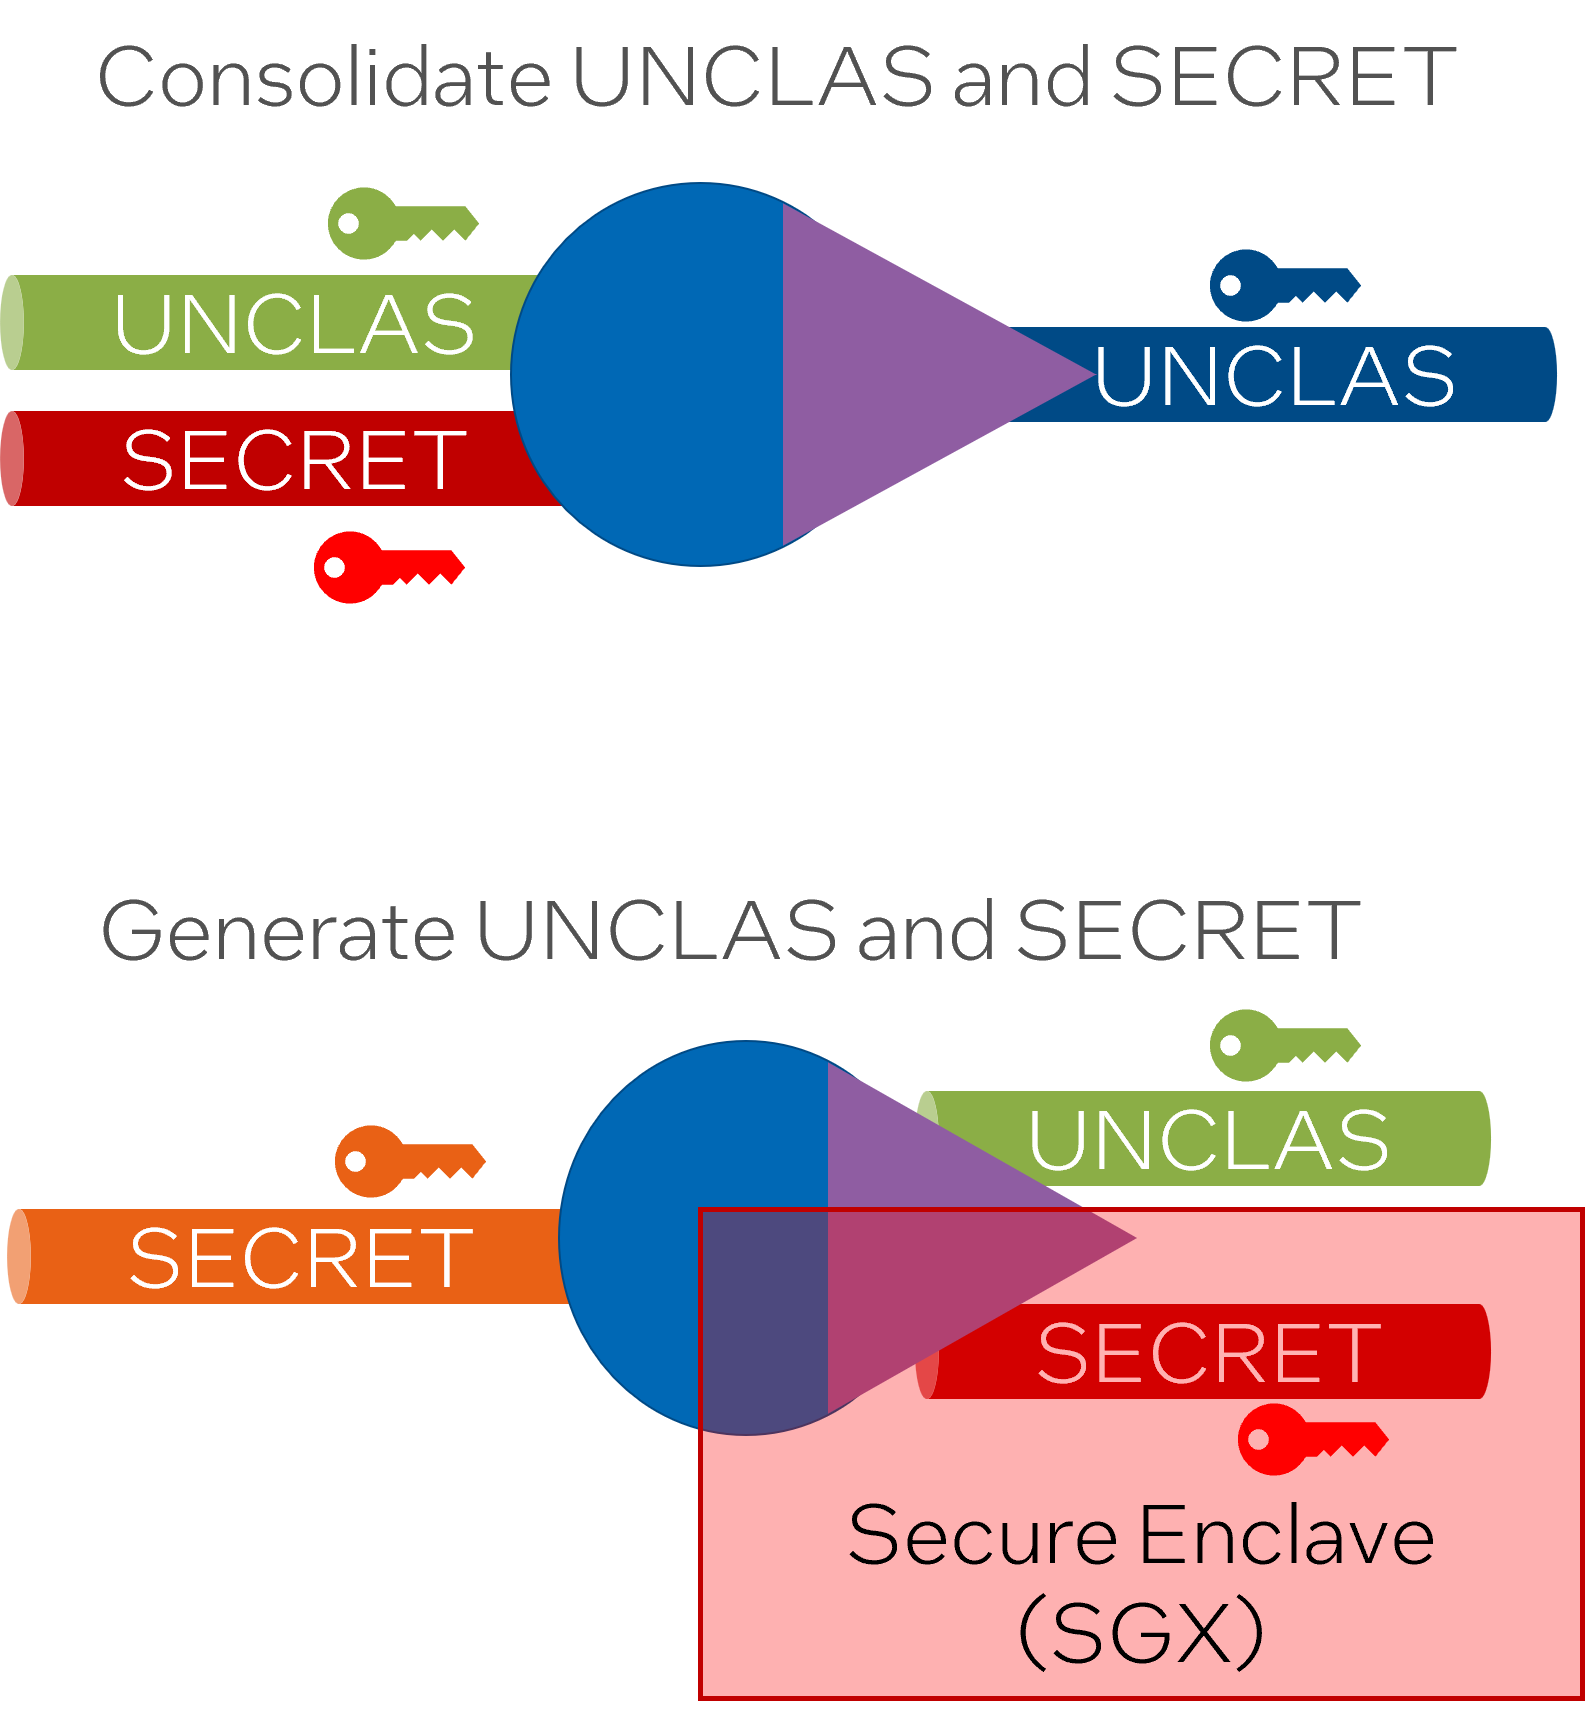 Consolidate UNCLAS and SECRET
UNCLAS
SECRET
UNCLAS
Generate UNCLAS and SECRET
UNCLAS
SECRET
SECRET
Secure Enclave
(SGX)